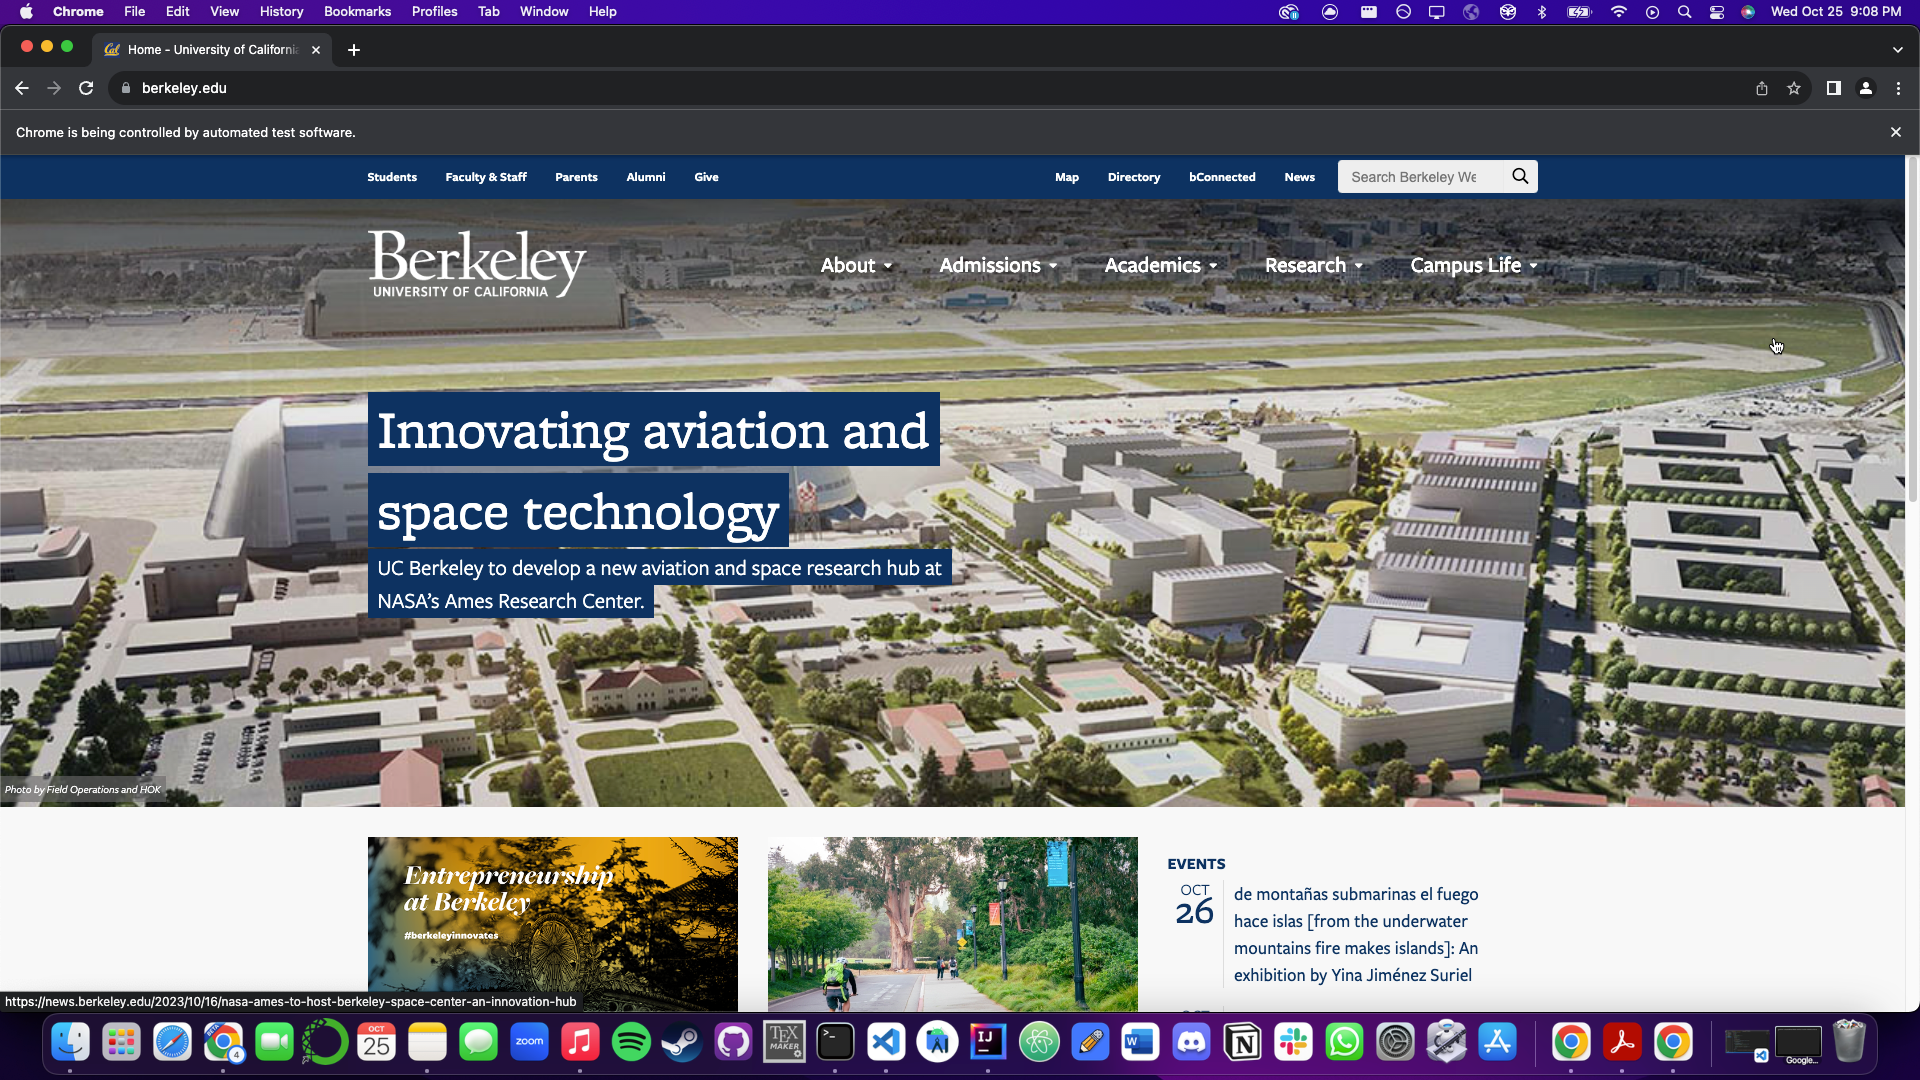 Chrome File Edit View History Bookmarks Profiles Tab Window Help
Wed Oct 25 9:08 PM
Home - University of California
berkeley.edu
Chrome is being controlled by automated test software.
Students Faculty & Staff Parents Alumni Give
Map Directory bConnected News Search Berkeley We
Berkeley
UNIVERSITY OF CALIFORNIA
About Admissions Academics Research Campus Life
Innovating aviation and
space technology
UC Berkeley to develop a new aviation and space research hub at
NASA's Ames Research Center.
Photo by Field Operations and HOK
Entrepreneurship
at Berkeley
#berkeleyinnovates
EVENTS
OCT
26
de montañas submarinas el fuego
hace islas [from the underwater
mountains fire makes islands]: An
exhibition by Yina Jiménez Suriel
https://news.berkeley.edu/2023/10/16/nasa-ames-to-host-berkeley-space-center-an-innovation-hub
BETA
4
OCT
25
zoom
TEX
MAKER
IJ
W
Google...